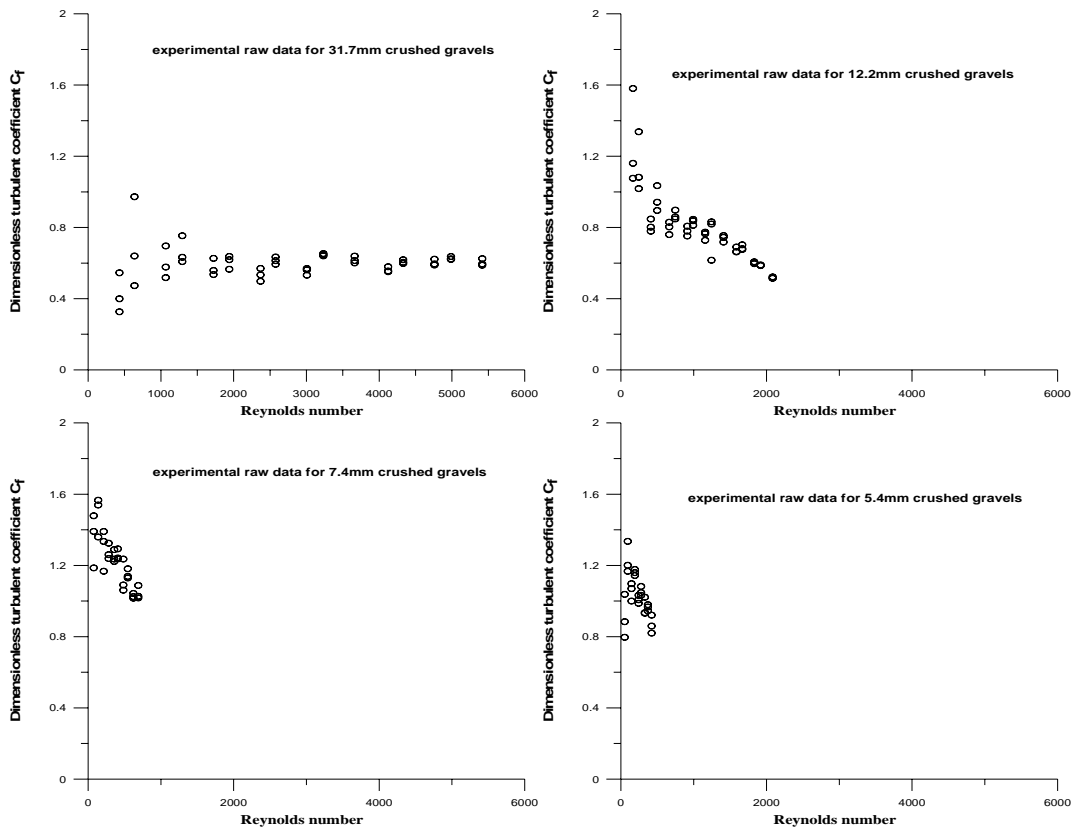 2
1.6
1.2
0.8
0.4
0
Dimensionless turbulent coefficient Cf
experimental raw data for 31.7mm crushed gravels
0 1000 2000 3000 4000 5000 6000
Reynolds number
2
1.6
1.2
0.8
0.4
0
Dimensionless turbulent coefficient Cf
experimental raw data for 12.2mm crushed gravels
0 2000 4000 6000
Reynolds number
2
1.6
1.2
0.8
0.4
0
Dimensionless turbulent coefficient Cf
experimental raw data for 7.4mm crushed gravels
0 2000 4000 6000
Reynolds number
2
1.6
1.2
0.8
0.4
0
Dimensionless turbulent coefficient Cf
experimental raw data for 5.4mm crushed gravels
0 2000 4000 6000
Reynolds number